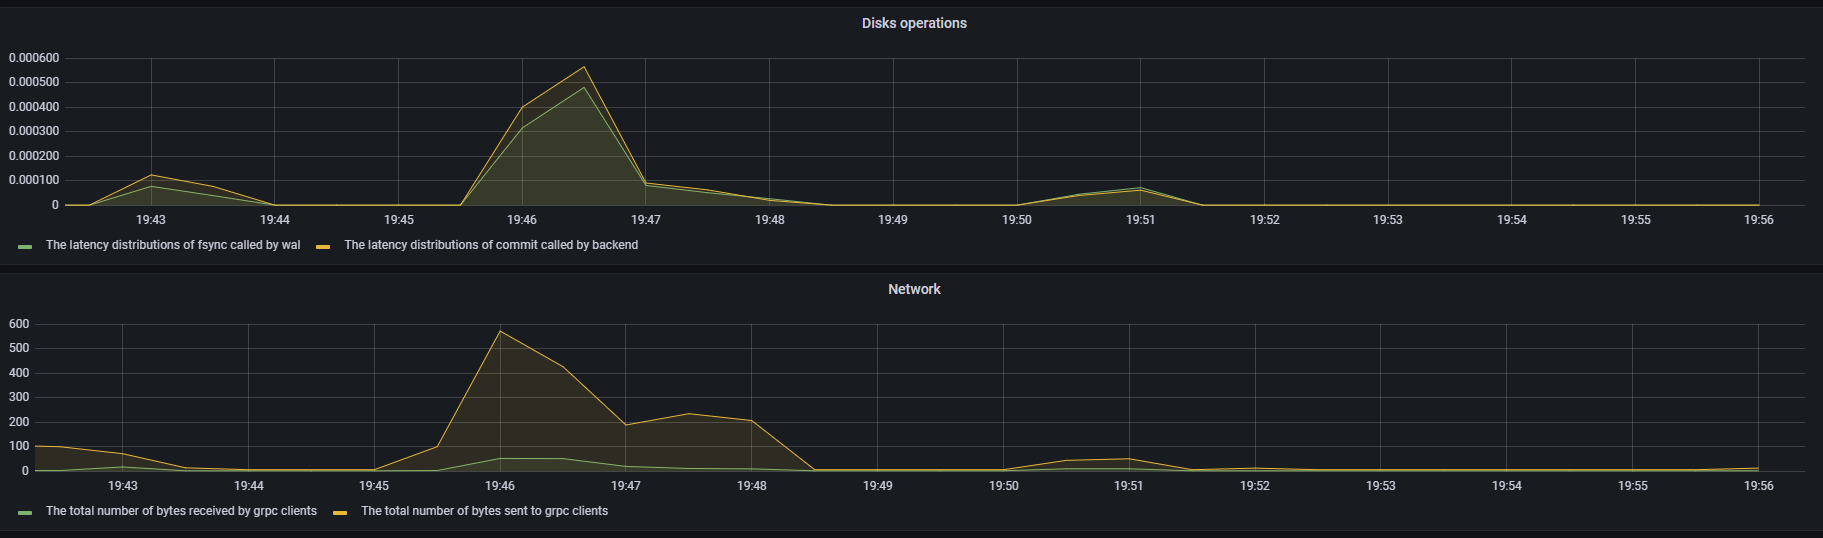 Disks operations
0.000600
0.000500
0.000400
0.000300
0.000200
0.000100
0
19:43 19:44 19:45 19:46 19:47 19:48 19:49 19:50 19:51 19:52 19:53 19:54 19:55 19:56
The latency distributions of fsync called by wal The latency distributions of commit called by backend
Network
600
500
400
300
200
100
0
19:43 19:44 19:45 19:46 19:47 19:48 19:49 19:50 19:51 19:52 19:53 19:54 19:55 19:56
The total number of bytes received by grpc clients The total number of bytes sent to grpc clients